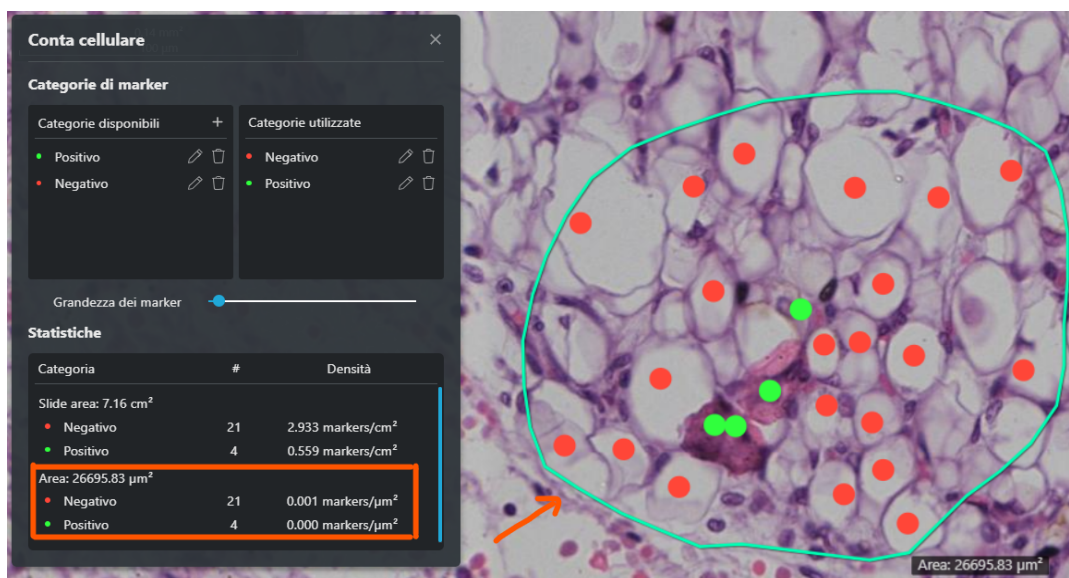 Conta cellulare
Categorie di marker
Categorie disponibili +
Positivo
Negativo
Categorie utilizzate
Negativo
Positivo
Grandezza dei marker
Statistiche
Categoria # Densità
Slide area: 7.16 cm²
Negativo 21 2.933 markers/cm²
Positivo 4 0.559 markers/cm²
Area: 26695.83 µm²
Negativo 21 0.001 markers/µm²
Positivo 4 0.000 markers/µm²
Area: 26695.83 µm²